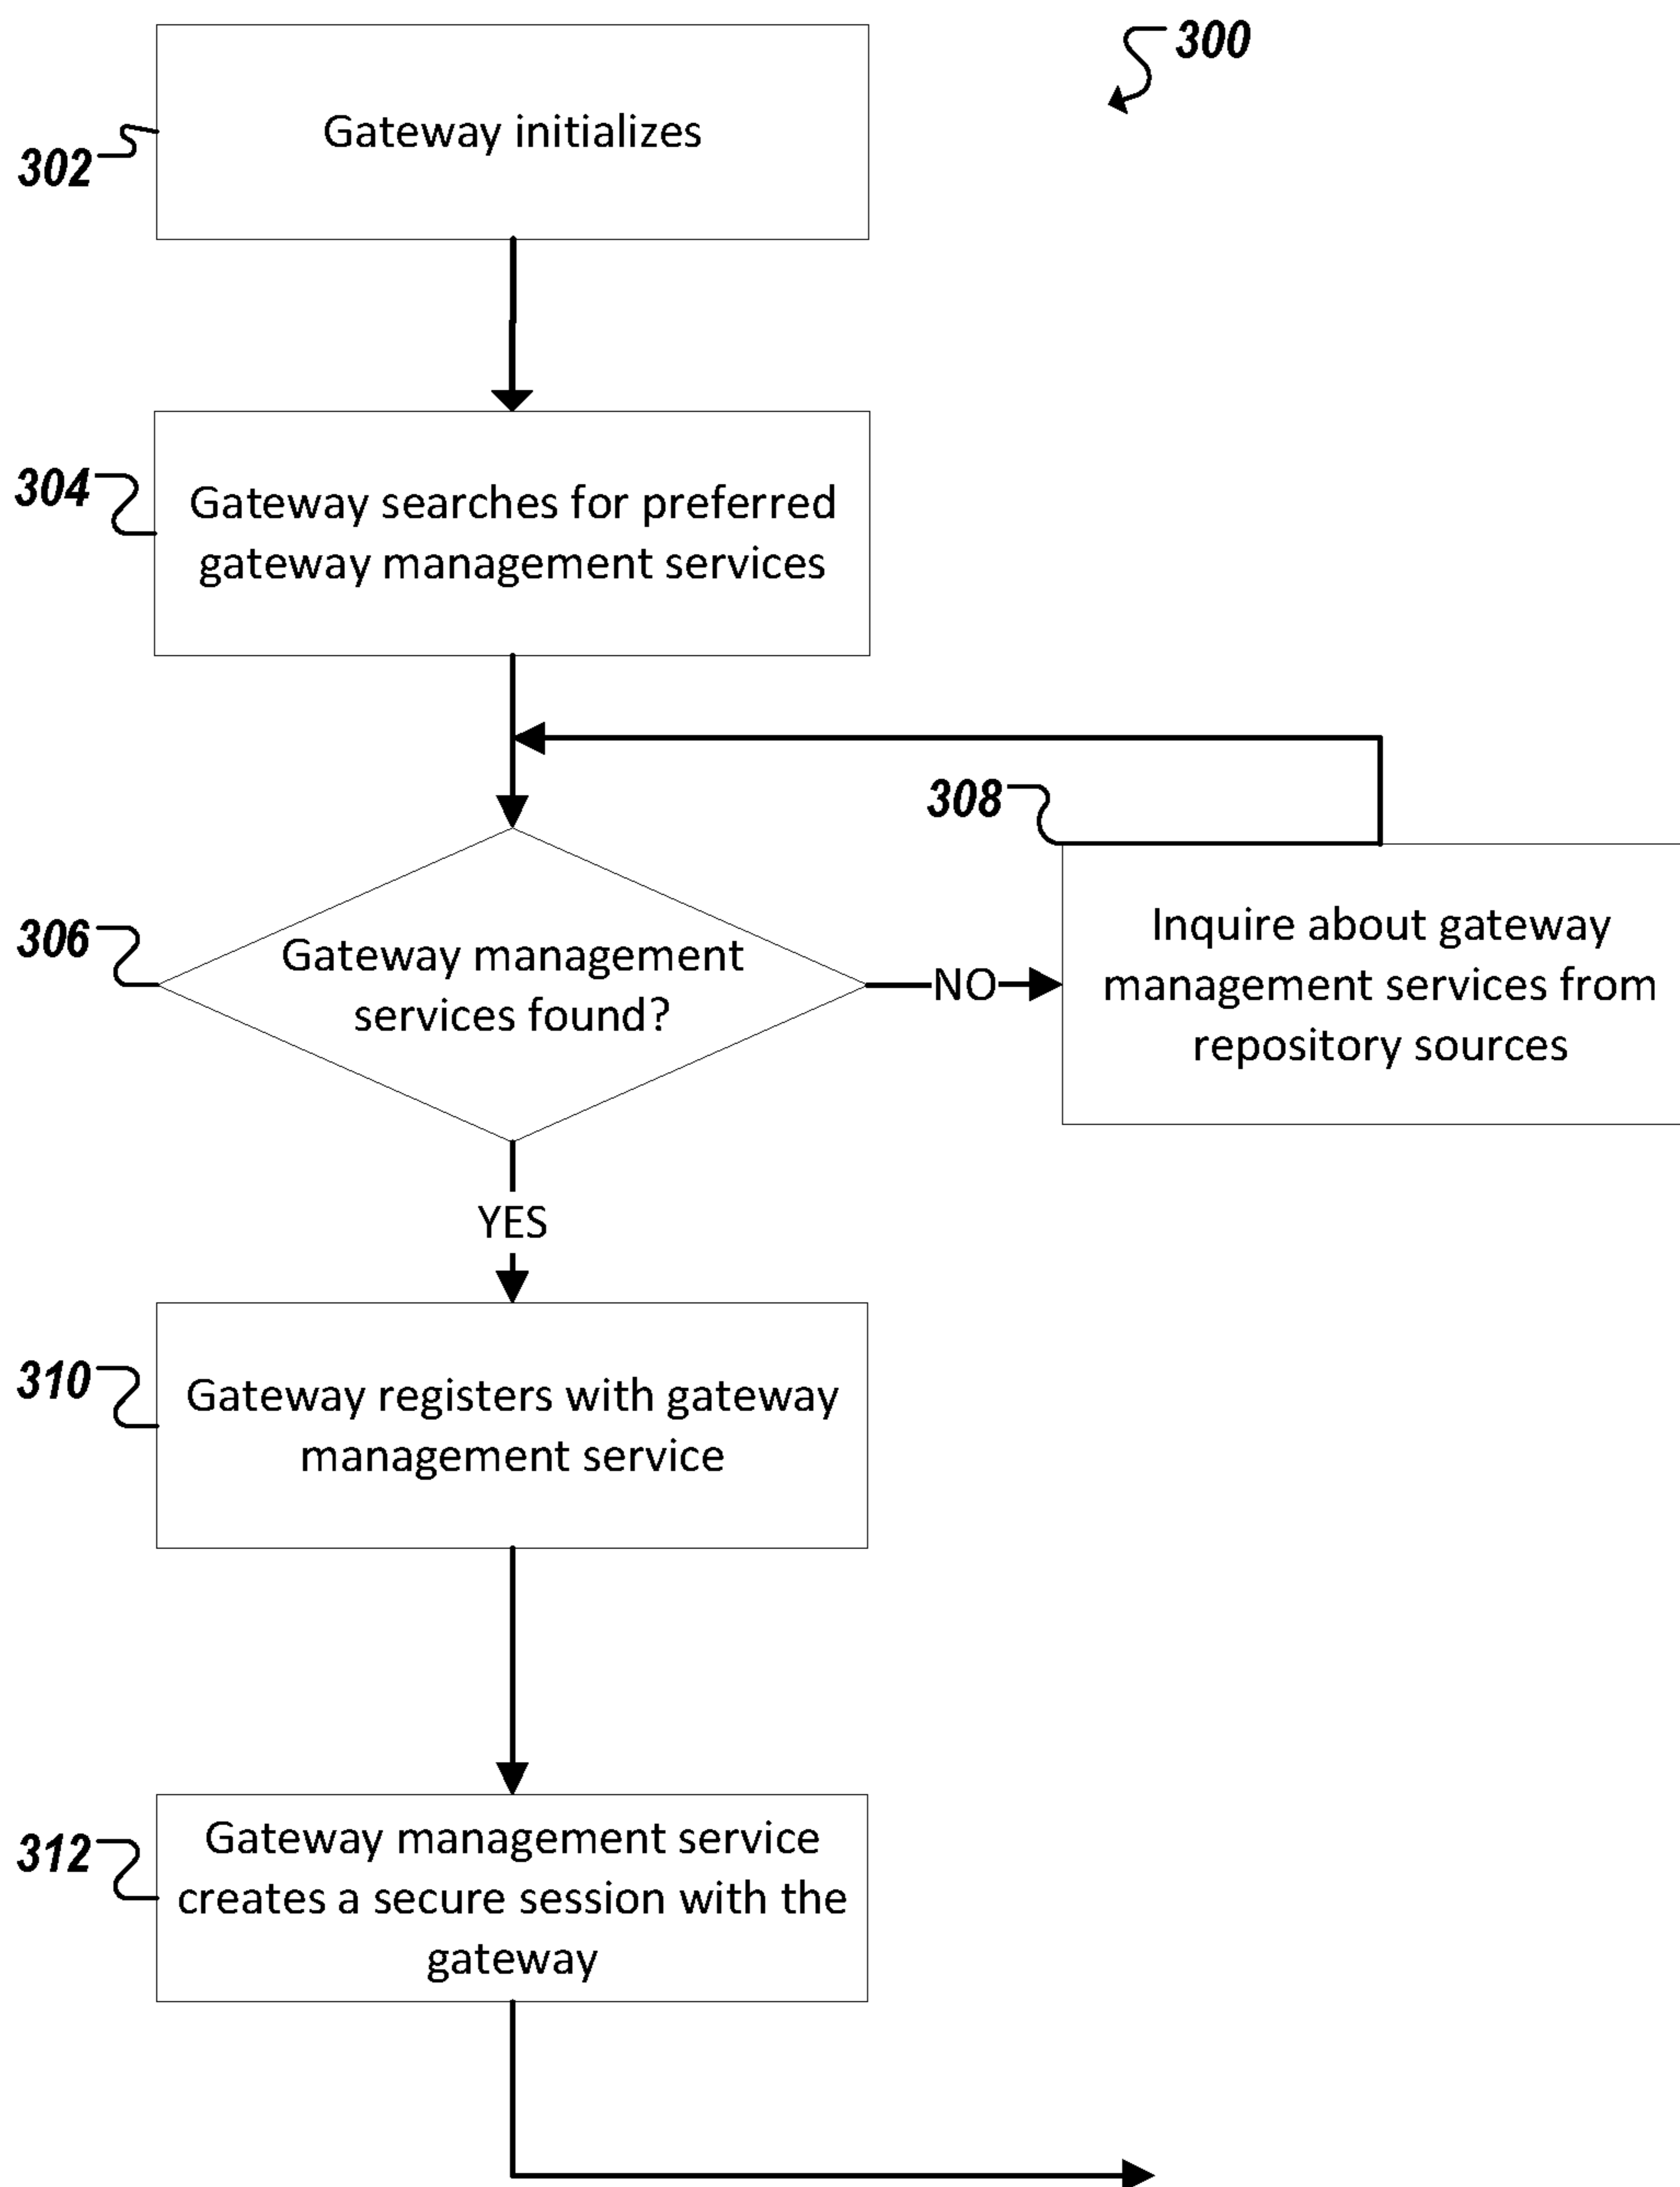 300
302
Gateway initializes
304
Gateway searches for preferred
gateway management services
308
306
Gateway management
services found?
NO
Inquire about gateway
management services from
repository sources
YES
310
Gateway registers with gateway
management service
312
Gateway management service
creates a secure session with the
gateway